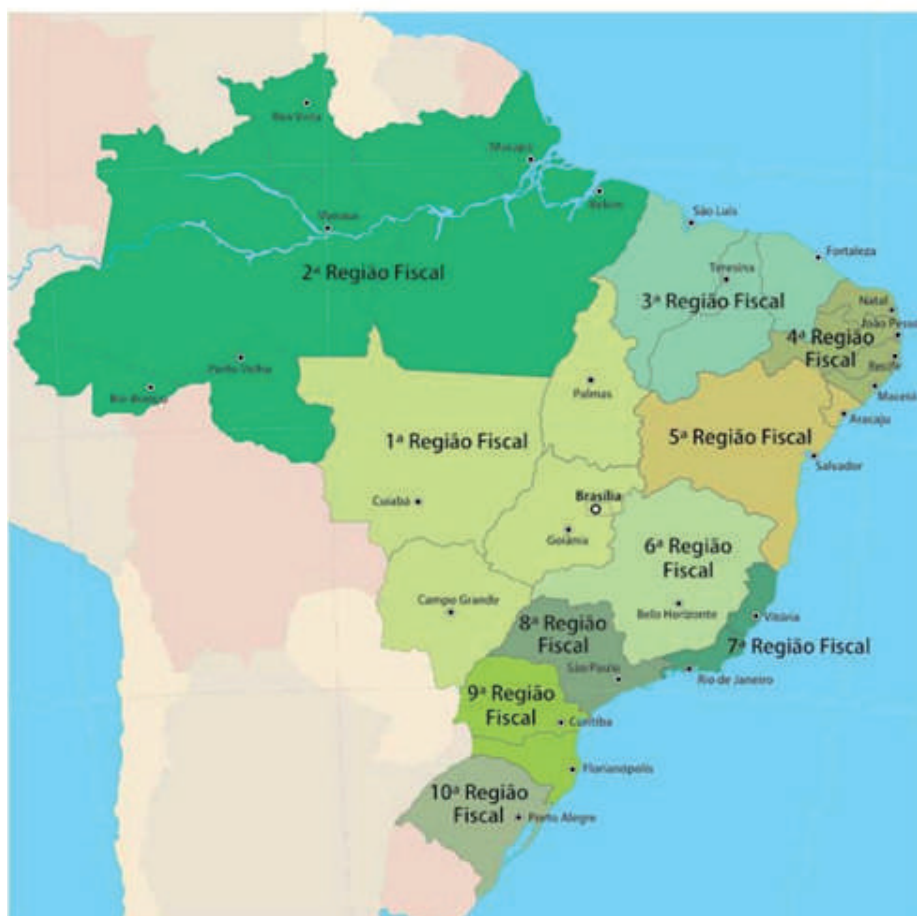 Boa Vista
Macapá
Manaus
Belém
São Luís
2ª Região Fiscal
Teresina
Fortaleza
3ª Região Fiscal
Natal
João Pesso
4ª Região
Fiscal
Recife
Porto Velho
Rio Branco
Palmas
Maceió
Aracaju
1ª Região Fiscal
5ª Região Fiscal
Salvador
Cuiabá
Brasília
Goiânia
6ª Região
Fiscal
Campo Grande
Belo Horizonte
Vitória
8ª Região
Fiscal
7ª Região Fiscal
São Paulo
Rio de Janeiro
9ª Região
Fiscal
Curitiba
Florianópolis
10ª Região
Fiscal
Porto Alegre